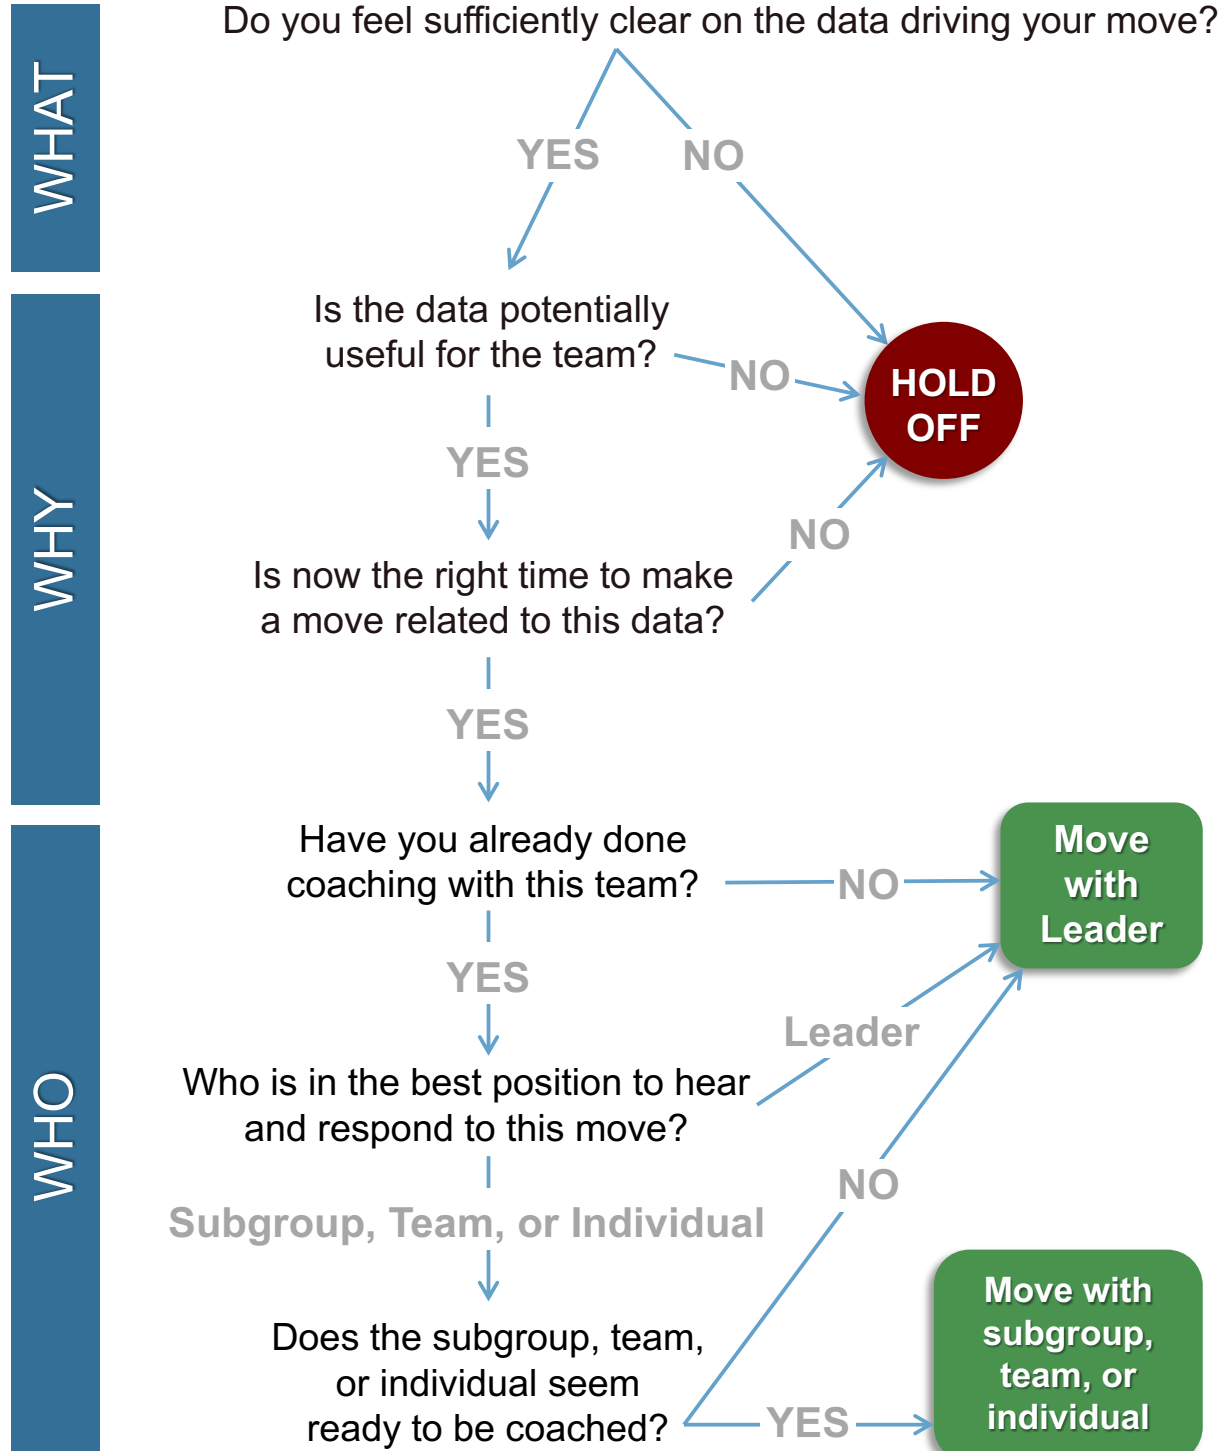 Do you feel sufficiently clear on the data driving your move?
WHAT
YES
NO
Is the data potentially
useful for the team?
NO
HOLD
OFF
YES
WHY
NO
Is now the right time to make
a move related to this data?
YES
Have you already done
coaching with this team?
NO
Move
with
Leader
YES
Leader
WHO
Who is in the best position to hear
and respond to this move?
NO
Subgroup, Team, or Individual
Does the subgroup, team,
or individual seem
ready to be coached?
YES
Move with
subgroup,
team, or
individual